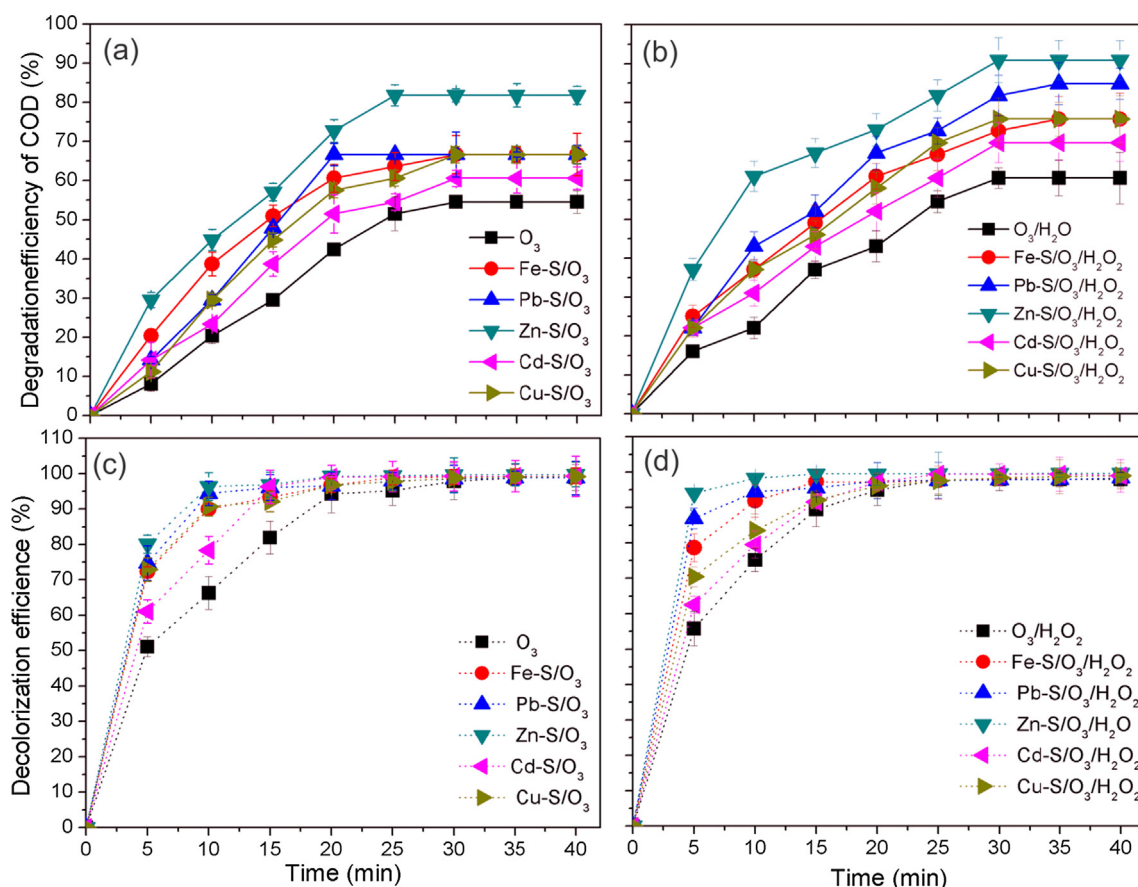 Degradationefficiency of COD (%)
100
90
80
70
60
50
40
30
20
10
0
(a)
O₃
Fe-S/O₃
Pb-S/O₃
Zn-S/O₃
Cd-S/O₃
Cu-S/O₃
(b)
O₃/H₂O
Fe-S/O₃/H₂O₂
Pb-S/O₃/H₂O₂
Zn-S/O₃/H₂O₂
Cd-S/O₃/H₂O₂
Cu-S/O₃/H₂O₂
Decolorization efficience (%)
110
100
90
80
70
60
50
40
30
20
10
0
(c)
O₃
Fe-S/O₃
Pb-S/O₃
Zn-S/O₃
Cd-S/O₃
Cu-S/O₃
0 5 10 15 20 25 30 35 40
Time (min)
(d)
O₃/H₂O₂
Fe-S/O₃/H₂O₂
Pb-S/O₃/H₂O₂
Zn-S/O₃/H₂O
Cd-S/O₃/H₂O₂
Cu-S/O₃/H₂O₂
0 5 10 15 20 25 30 35 40
Time (min)